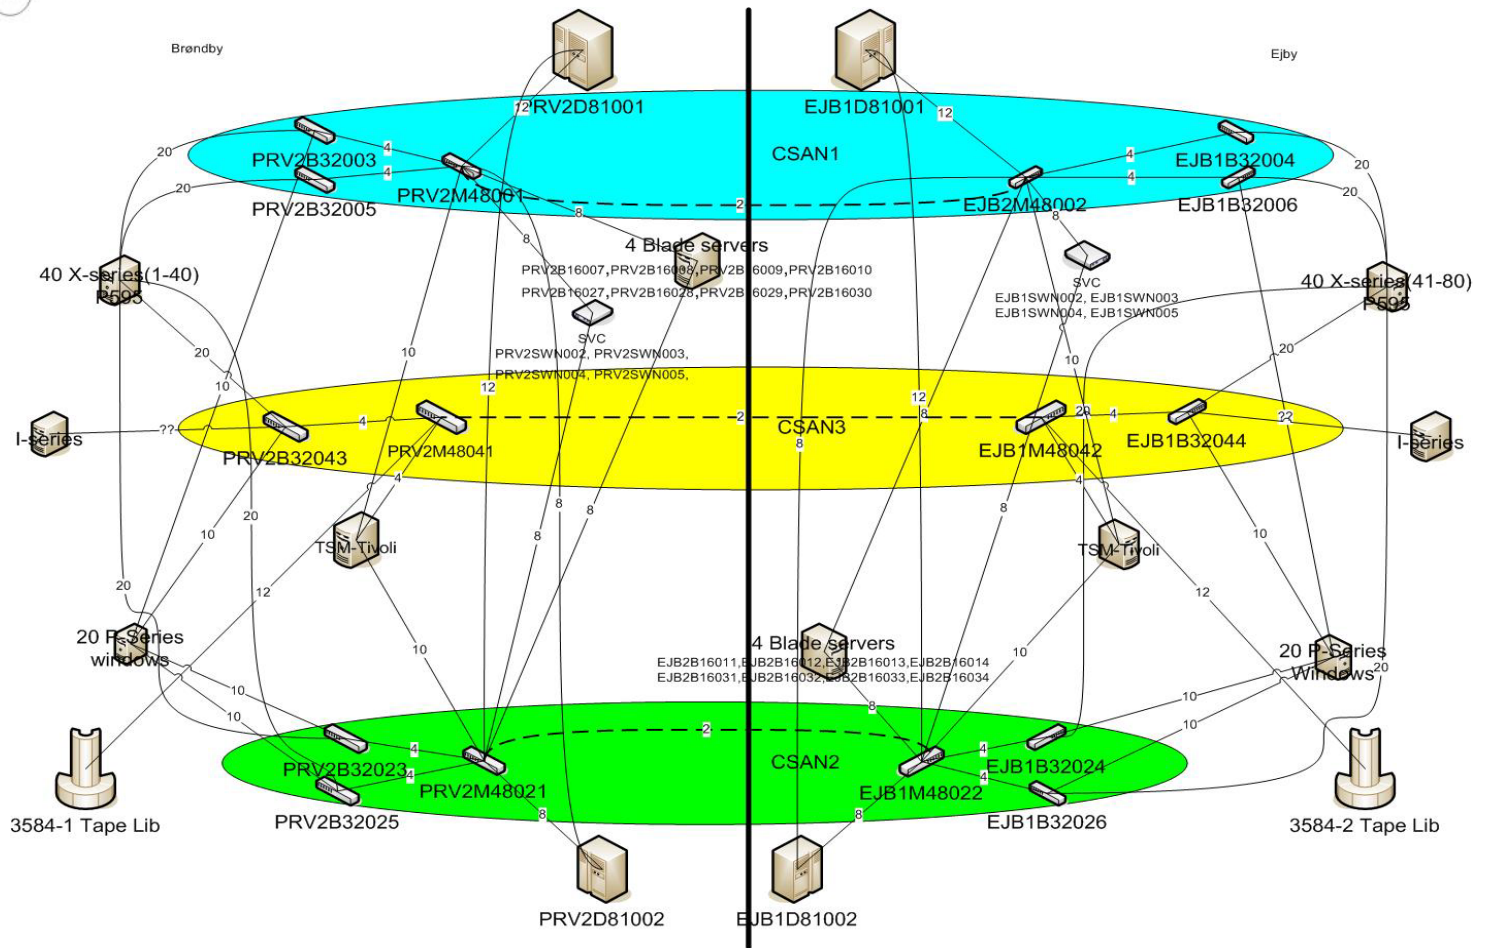 Brøndby
Ejby
PRV2D81001
EJB1D81001
12
12
CSAN1
PRV2B32003
4
PRV2M48001
4
PRV2B32005
20
20
2
8
8
EJB2M48002
4
4
EJB1B32004
EJB1B32006
20
20
8
4 Blade servers
PRV2B16007,PRV2B16008,PRV2B16009,PRV2B16010
PRV2B16027,PRV2B16028,PRV2B16029,PRV2B16030
40 X-series(1-40)
P595
SVC
EJB1SWN002, EJB1SWN003
EJB1SWN004, EJB1SWN005
40 X-series(41-80)
P595
SVC
PRV2SWN002, PRV2SWN003,
PRV2SWN004, PRV2SWN005,
20
10
10
12
12
8
8
10
20
I-series
??
PRV2B32043
4
PRV2M48041
2
CSAN3
EJB1M48042
20
4
EJB1B32044
??
I-series
4
4
20
10
8
8
8
8
10
TSM-Tivoli
TSM-Tivoli
20
12
12
10
10
20 P-Series
windows
4 Blade servers
EJB2B16011,EJB2B16012,EJB2B16013,EJB2B16014
EJB2B16031,EJB2B16032,EJB2B16033,EJB2B16034
20 P-Series
Windows
20
10
10
10
10
8
2
CSAN2
PRV2B32023
4
4
PRV2M48021
PRV2B32025
EJB1M48022
4
4
EJB1B32024
EJB1B32026
8
8
3584-1 Tape Lib
3584-2 Tape Lib
PRV2D81002
EJB1D81002